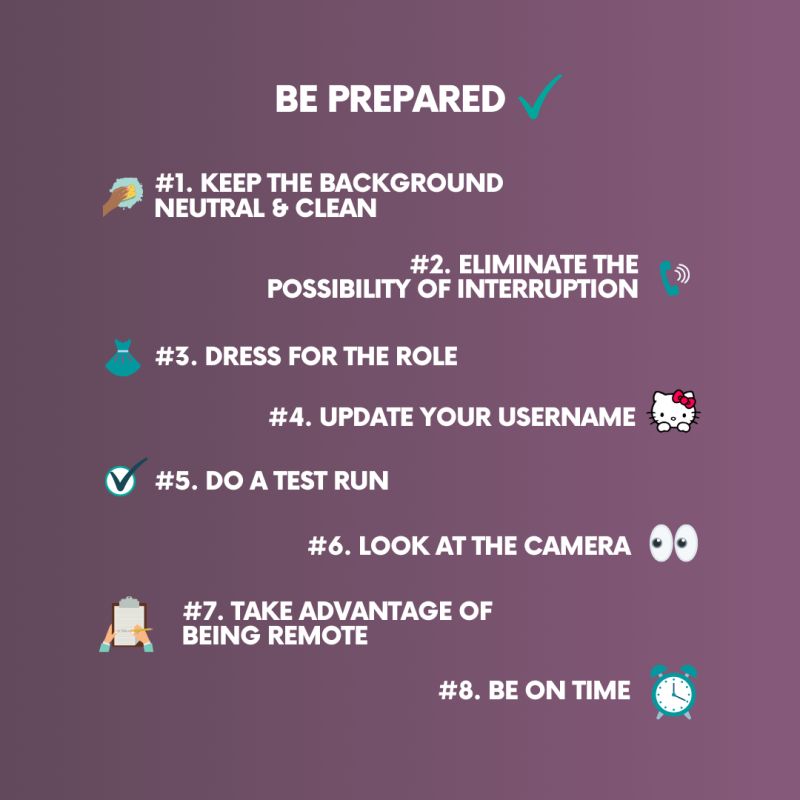 BE PREPARED
#1. KEEP THE BACKGROUND
NEUTRAL & CLEAN
#2. ELIMINATE THE
POSSIBILITY OF INTERRUPTION
#3. DRESS FOR THE ROLE
#4. UPDATE YOUR USERNAME
#5. DO A TEST RUN
#6. LOOK AT THE CAMERA
#7. TAKE ADVANTAGE OF
BEING REMOTE
#8. BE ON TIME